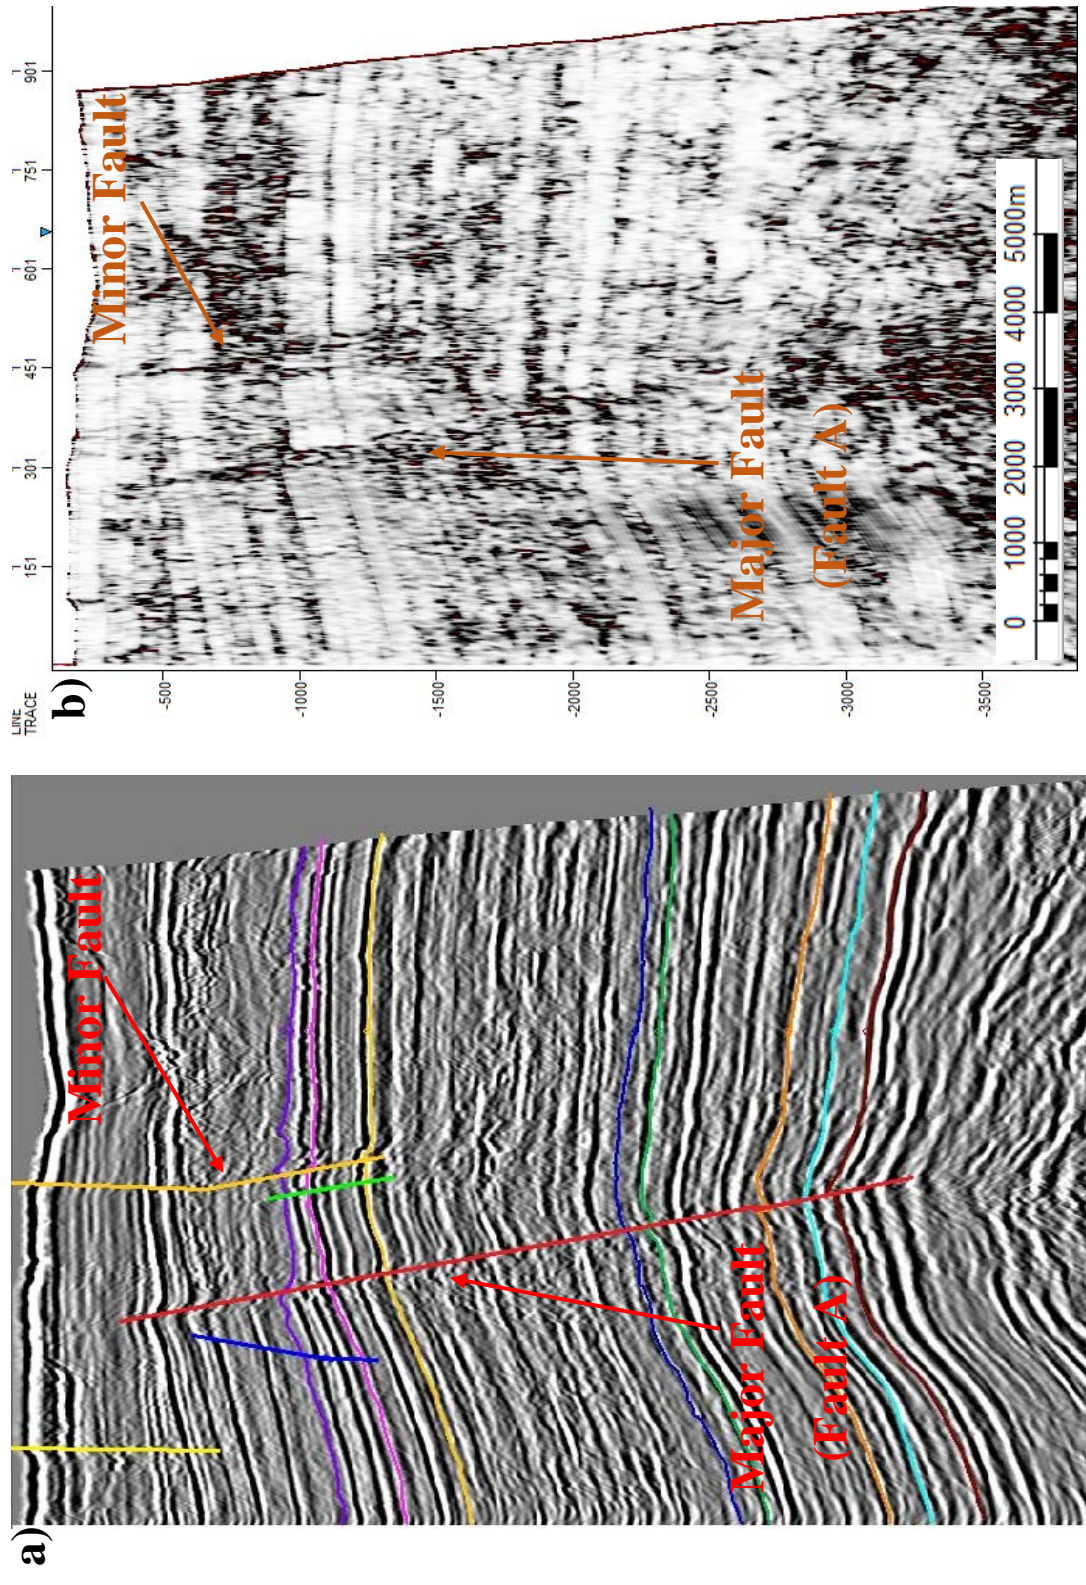 a)
Minor Fault
Major Fault
(Fault A)
b)
LINE
TRACE
151
301
451
601
751
901
-500
-1000
-1500
-2000
-2500
-3000
-3500
Minor Fault
Major Fault
(Fault A)
0 1000 2000 3000 4000 5000m